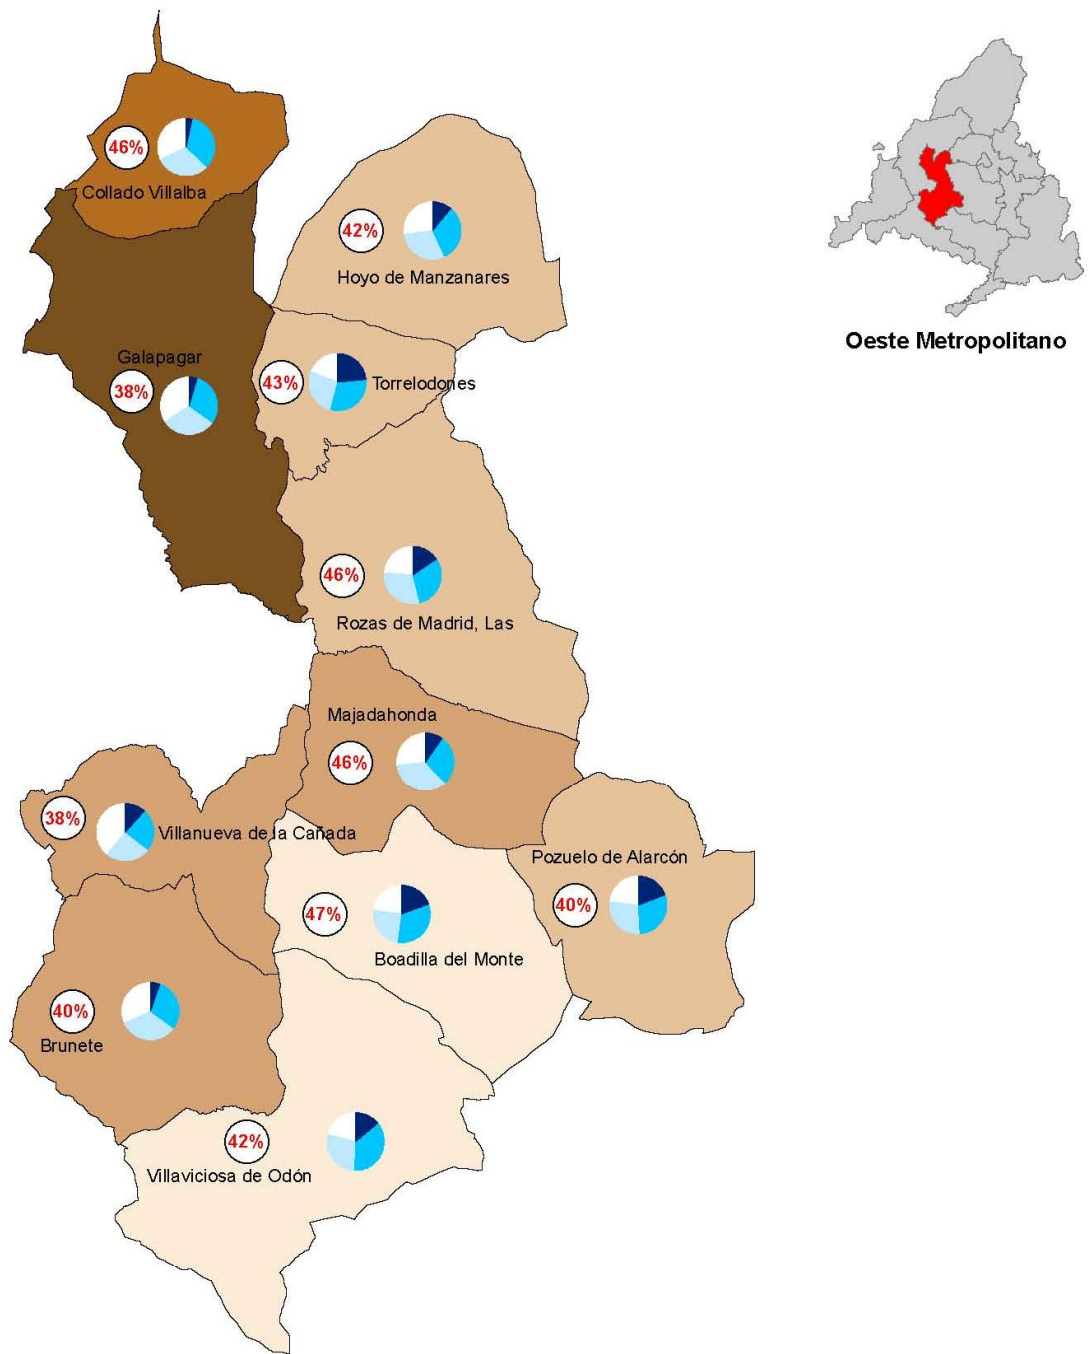 46%
Collado Villalba
42%
Hoyo de Manzanares
Oeste Metropolitano
Galapagar
38%
43%
Torrelodones
46%
Rozas de Madrid, Las
Majadahonda
46%
38%
Villanueva de la Cañada
Pozuelo de Alarcón
40%
47%
Boadilla del Monte
40%
Brunete
42%
Villaviciosa de Odón